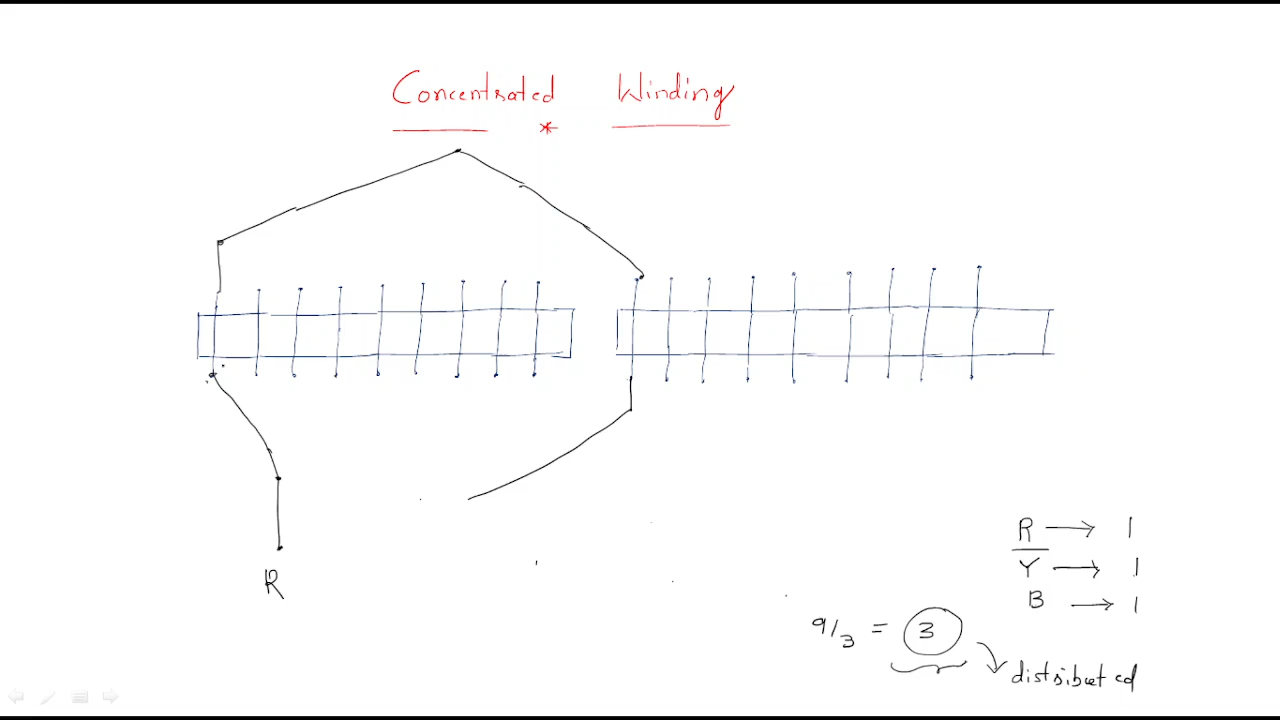 Concentrated Winding
*
R
R → 1
Y → 1
B → 1
9/3 = 3
distributed